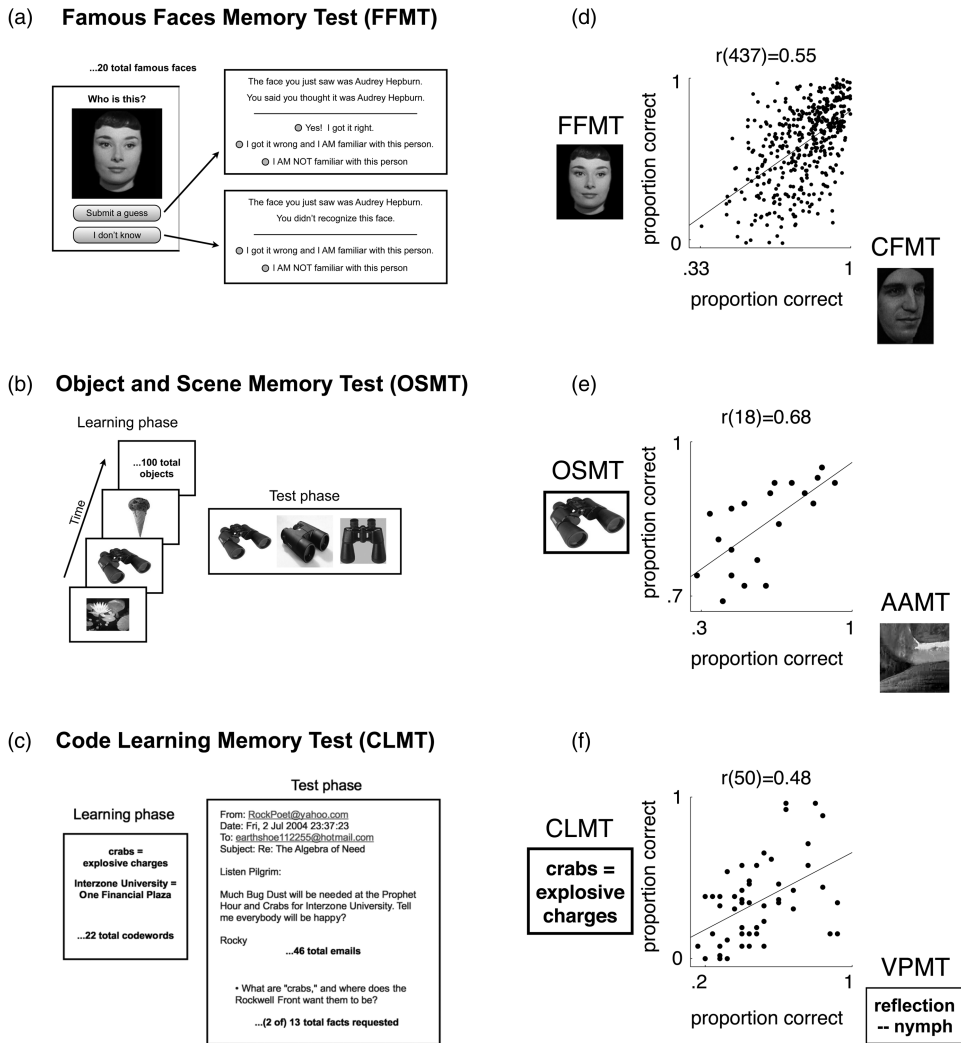 (a) Famous Faces Memory Test (FFMT)
...20 total famous faces
Who is this?
Submit a guess
I don't know
The face you just saw was Audrey Hepburn.
You said you thought it was Audrey Hepburn.
Yes! I got it right.
I got it wrong and I AM familiar with this person.
I AM NOT familiar with this person
The face you just saw was Audrey Hepburn.
You didn't recognize this face.
I got it wrong and I AM familiar with this person.
I AM NOT familiar with this person
(d)
r(437)=0.55
FFMT
proportion correct
1
0
.33
1
proportion correct
CFMT
(b) Object and Scene Memory Test (OSMT)
Learning phase
...100 total
objects
Time
Test phase
(e)
r(18)=0.68
OSMT
proportion correct
1
.7
.3
1
proportion correct
AAMT
(c) Code Learning Memory Test (CLMT)
Learning phase
crabs =
explosive charges
Interzone University =
One Financial Plaza
...22 total codewords
Test phase
From: RockPoet@yahoo.com
Date: Fri, 2 Jul 2004 23:37:23
To: earthshoe112255@hotmail.com
Subject: Re: The Algebra of Need
Listen Pilgrim:
Much Bug Dust will be needed at the Prophet
Hour and Crabs for Interzone University. Tell
me everybody will be happy?
Rocky
...46 total emails
• What are "crabs," and where does the
Rockwell Front want them to be?
...(2 of) 13 total facts requested
(f)
r(50)=0.48
CLMT
crabs =
explosive
charges
proportion correct
1
0
.2
1
proportion correct
VPMT
reflection
-- nymph